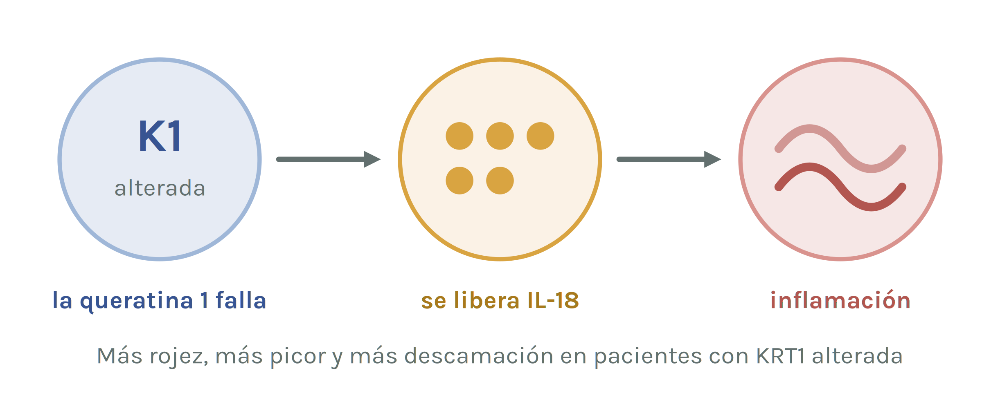 K1
alterada
la queratina 1 falla
se libera IL-18
inflamación
Más rojez, más picor y más descamación en pacientes con KRT1 alterada